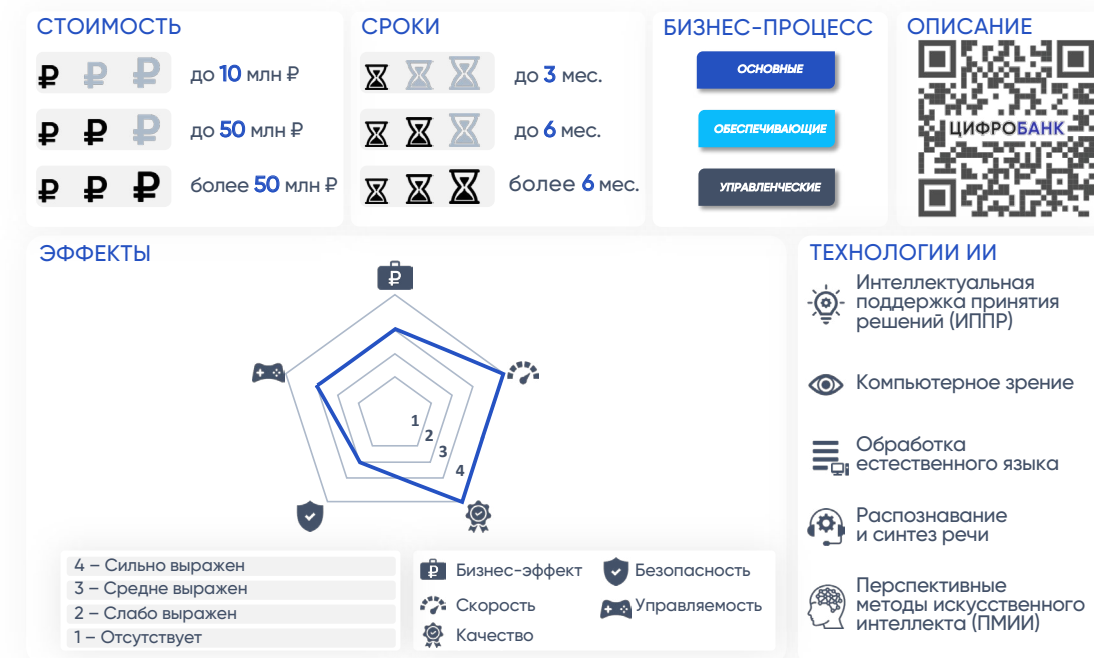 СТОИМОСТЬ
до 10 млн ₽
до 50 млн ₽
более 50 млн ₽
СРОКИ
до 3 мес.
до 6 мес.
более 6 мес.
БИЗНЕС-ПРОЦЕСС
ОСНОВНЫЕ
ОБЕСПЕЧИВАЮЩИЕ
УПРАВЛЕНЧЕСКИЕ
ОПИСАНИЕ
ЦИФРОБАНК
ЭФФЕКТЫ
1
2
3
4
4 – Сильно выражен
3 – Средне выражен
2 – Слабо выражен
1 – Отсутствует
Бизнес-эффект
Скорость
Качество
Безопасность
Управляемость
ТЕХНОЛОГИИ ИИ
Интеллектуальная
поддержка принятия
решений (ИППР)
Компьютерное зрение
Обработка
естественного языка
Распознавание
и синтез речи
Перспективные
методы искусственного
интеллекта (ПМИИ)